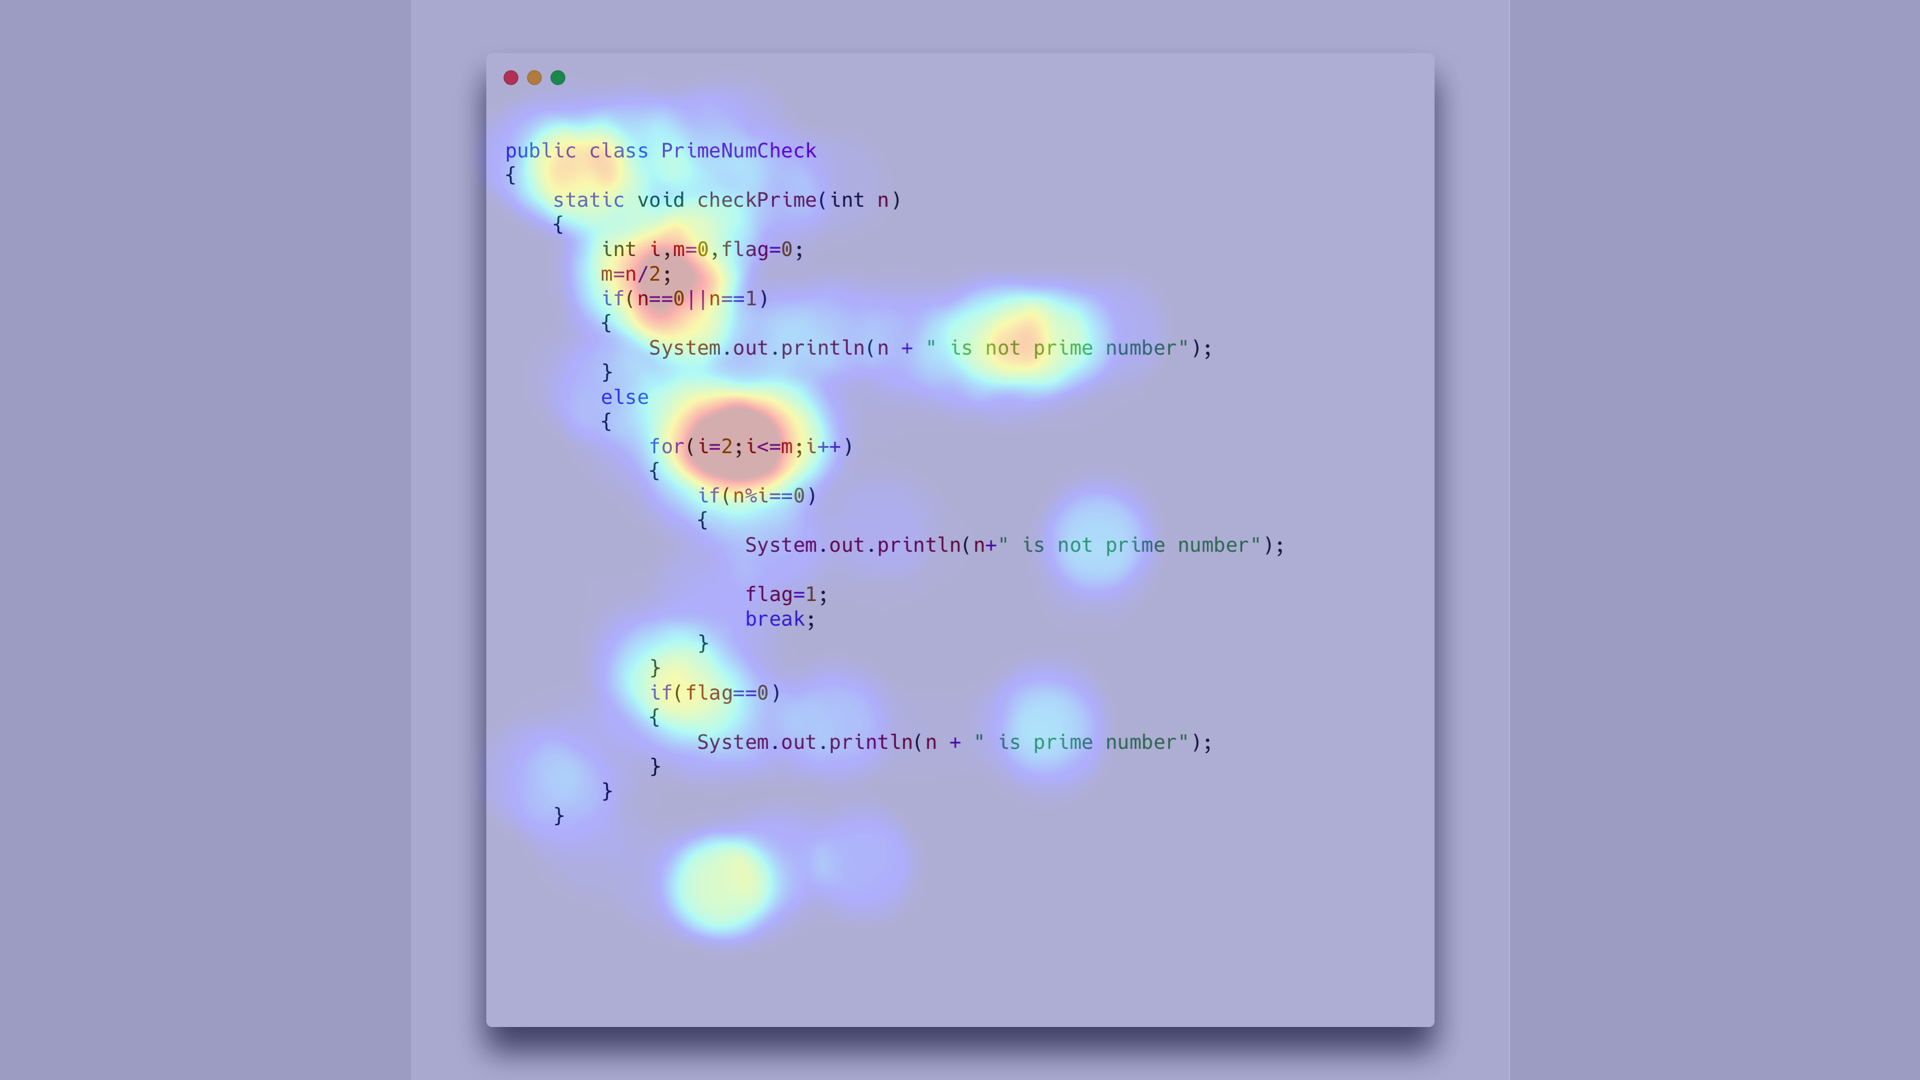 public class PrimeNumCheck
{
    static void checkPrime(int n)
    {
        int i,m=0,flag=0;
        m=n/2;
        if(n==0||n==1)
        {
            System.out.println(n + " is not prime number");
        }
        else
        {
            for(i=2;i<=m;i++)
            {
                if(n%i==0)
                {
                    System.out.println(n+" is not prime number");

                    flag=1;
                    break;
                }
            }
            if(flag==0)
            {
                System.out.println(n + " is prime number");
            }
        }
    }